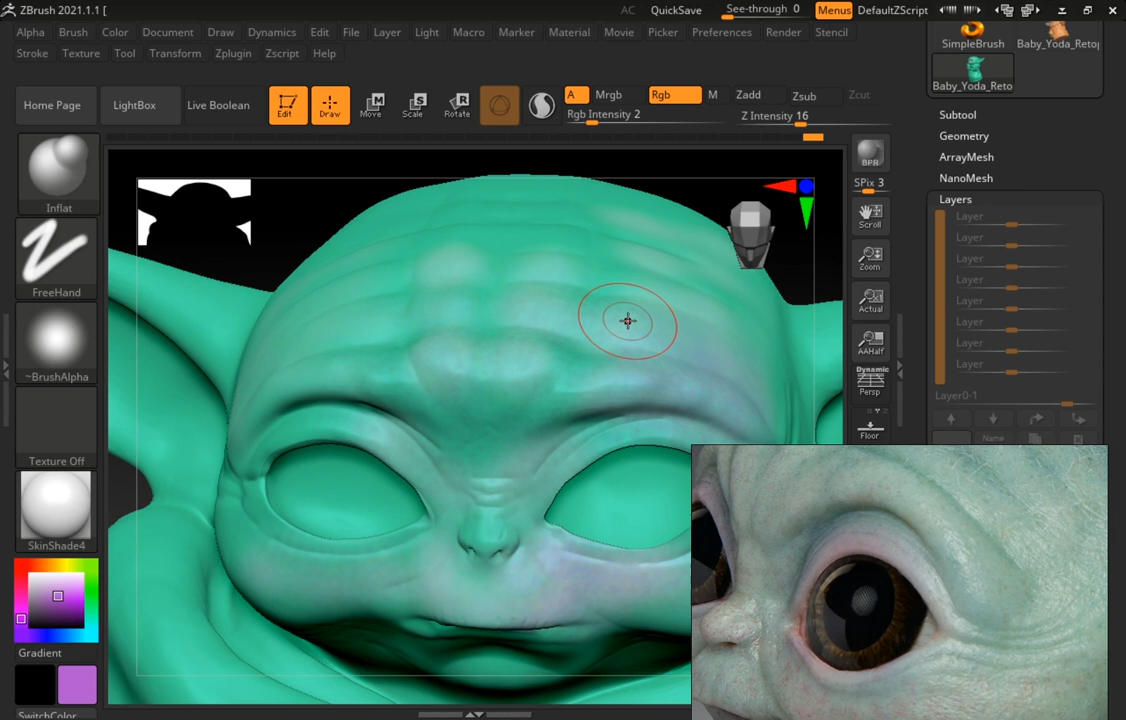 ZBrush 2021.1.1 [
AC QuickSave See-through 0 Menus DefaultZScript
Alpha Brush Color Document Draw Dynamics Edit File Layer Light Macro Material Movie Picker Preferences Render Stencil
Stroke Texture Tool Transform Zplugin Zscript Help
SimpleBrush Baby_Yoda_Retop
Baby_Yoda_Reto
Home Page LightBox Live Boolean Edit Draw Move Scale Rotate A Mrgb Rgb M Zadd Zsub Zcut
Rgb Intensity 2 Z Intensity 16
Inflat
FreeHand
~BrushAlpha
Texture Off
SkinShade4
Gradient
SwitchColor
BPR
SPix 3
Scroll
Zoom
Actual
AAHalf
Dynamic
Persp
Floor
Subtool
Geometry
ArrayMesh
NanoMesh
Layers
Layer
Layer
Layer
Layer
Layer
Layer
Layer
Layer
Layer0-1
Name